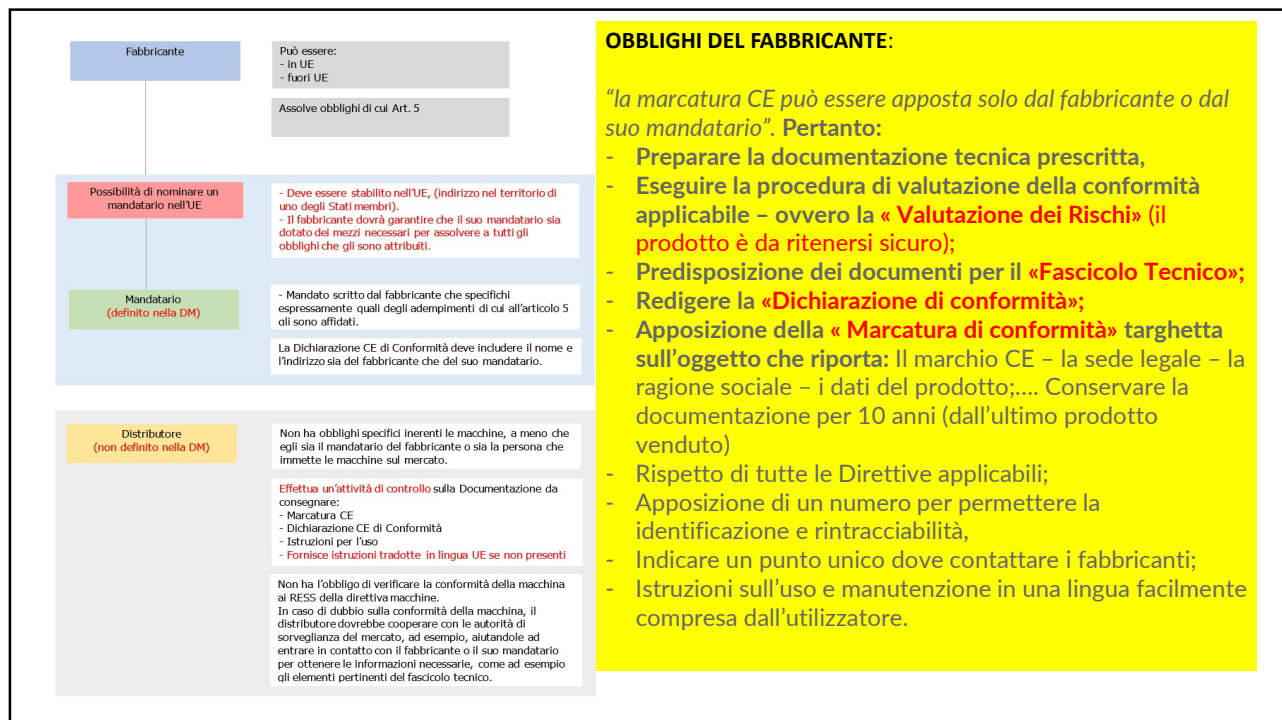 Fabbricante
Può essere:
- in UE
- fuori UE
Assolve obblighi di cui Art. 5
Possibilità di nominare un
mandatario nell'UE
- Deve essere stabilito nell'UE, (indirizzo nel territorio di
uno degli Stati membri).
- Il fabbricante dovrà garantire che il suo mandatario sia
dotato dei mezzi necessari per assolvere a tutti gli
obblighi che gli sono attribuiti.
Mandatario
(definito nella DM)
- Mandato scritto dal fabbricante che specifichi
espressamente quali degli adempimenti di cui all'articolo 5
gli sono affidati.
La Dichiarazione CE di Conformità deve includere il nome e
l'indirizzo sia del fabbricante che del suo mandatario.
Distributore
(non definito nella DM)
Non ha obblighi specifici inerenti le macchine, a meno che
egli sia il mandatario del fabbricante o sia la persona che
immette le macchine sul mercato.
Effettua un'attività di controllo sulla Documentazione da
consegnare:
- Marcatura CE
- Dichiarazione CE di Conformità
- Istruzioni per l'uso
- Fornisce istruzioni tradotte in lingua UE se non presenti
Non ha l'obbligo di verificare la conformità della macchina
ai RESS della direttiva macchine.
In caso di dubbio sulla conformità della macchina, il
distributore dovrebbe cooperare con le autorità di
sorveglianza del mercato, ad esempio, aiutandole ad
entrare in contatto con il fabbricante o il suo mandatario
per ottenere le informazioni necessarie, come ad esempio
gli elementi pertinenti del fascicolo tecnico.
OBBLIGHI DEL FABBRICANTE:
"la marcatura CE può essere apposta solo dal fabbricante o dal
suo mandatario". Pertanto:
- Preparare la documentazione tecnica prescritta,
- Eseguire la procedura di valutazione della conformità
applicabile – ovvero la « Valutazione dei Rischi» (il
prodotto è da ritenersi sicuro);
- Predisposizione dei documenti per il «Fascicolo Tecnico»;
- Redigere la «Dichiarazione di conformità»;
- Apposizione della « Marcatura di conformità» targhetta
sull'oggetto che riporta: Il marchio CE – la sede legale – la
ragione sociale – i dati del prodotto;.... Conservare la
documentazione per 10 anni (dall'ultimo prodotto
venduto)
- Rispetto di tutte le Direttive applicabili;
- Apposizione di un numero per permettere la
identificazione e rintracciabilità,
- Indicare un punto unico dove contattare i fabbricanti;
- Istruzioni sull'uso e manutenzione in una lingua facilmente
compresa dall'utilizzatore.